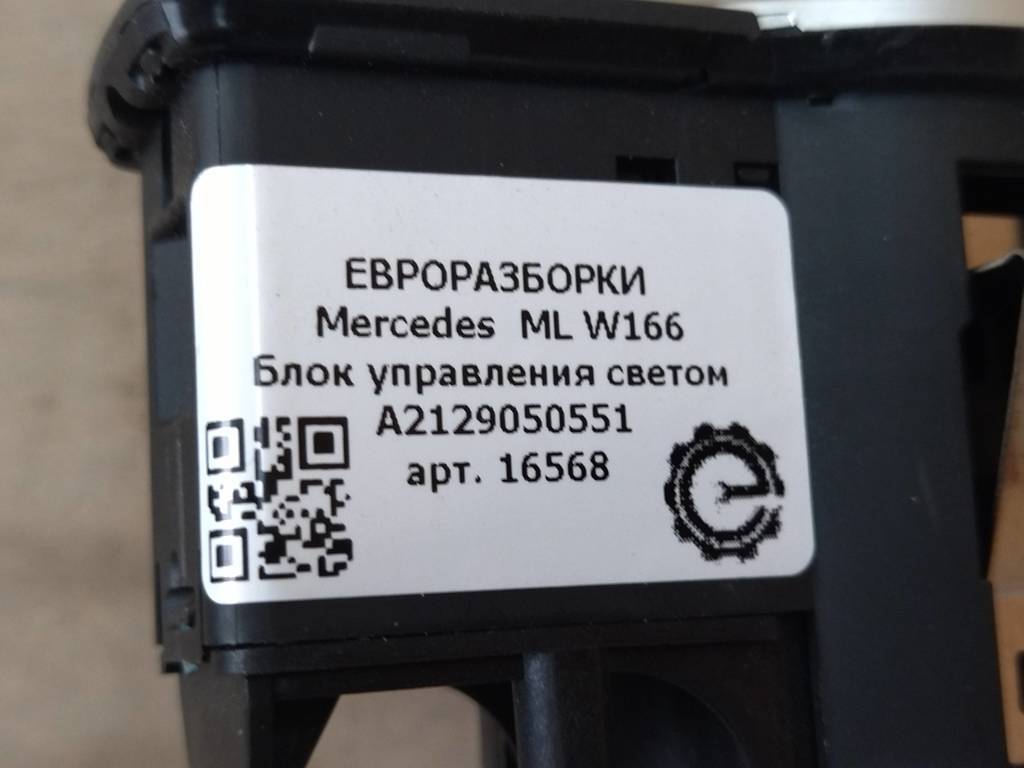 ЕВРОРАЗБОРКИ
Mercedes ML W166
Блок управления светом
A2129050551
арт. 16568